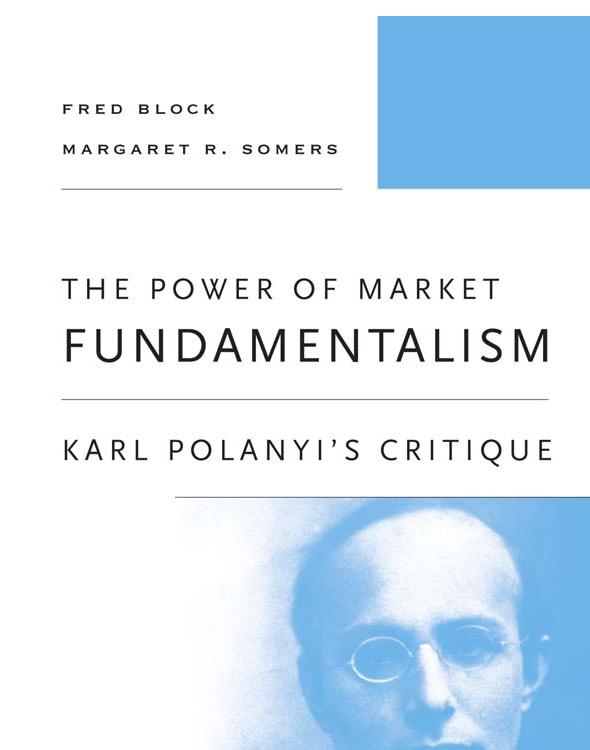 FRED BLOCK
MARGARET R. SOMERS
THE POWER OF MARKET
FUNDAMENTALISM
KARL POLANYI'S CRITIQUE